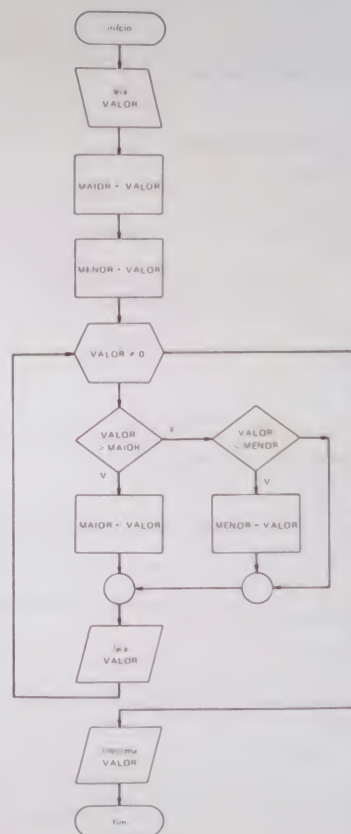 início
leia
VALOR
MAIOR ← VALOR
MENOR ← VALOR
VALOR ≠ 0
VALOR
> MAIOR
F
VALOR
< MENOR
V
V
MAIOR ← VALOR
MENOR ← VALOR
leia
VALOR
VALOR
fim